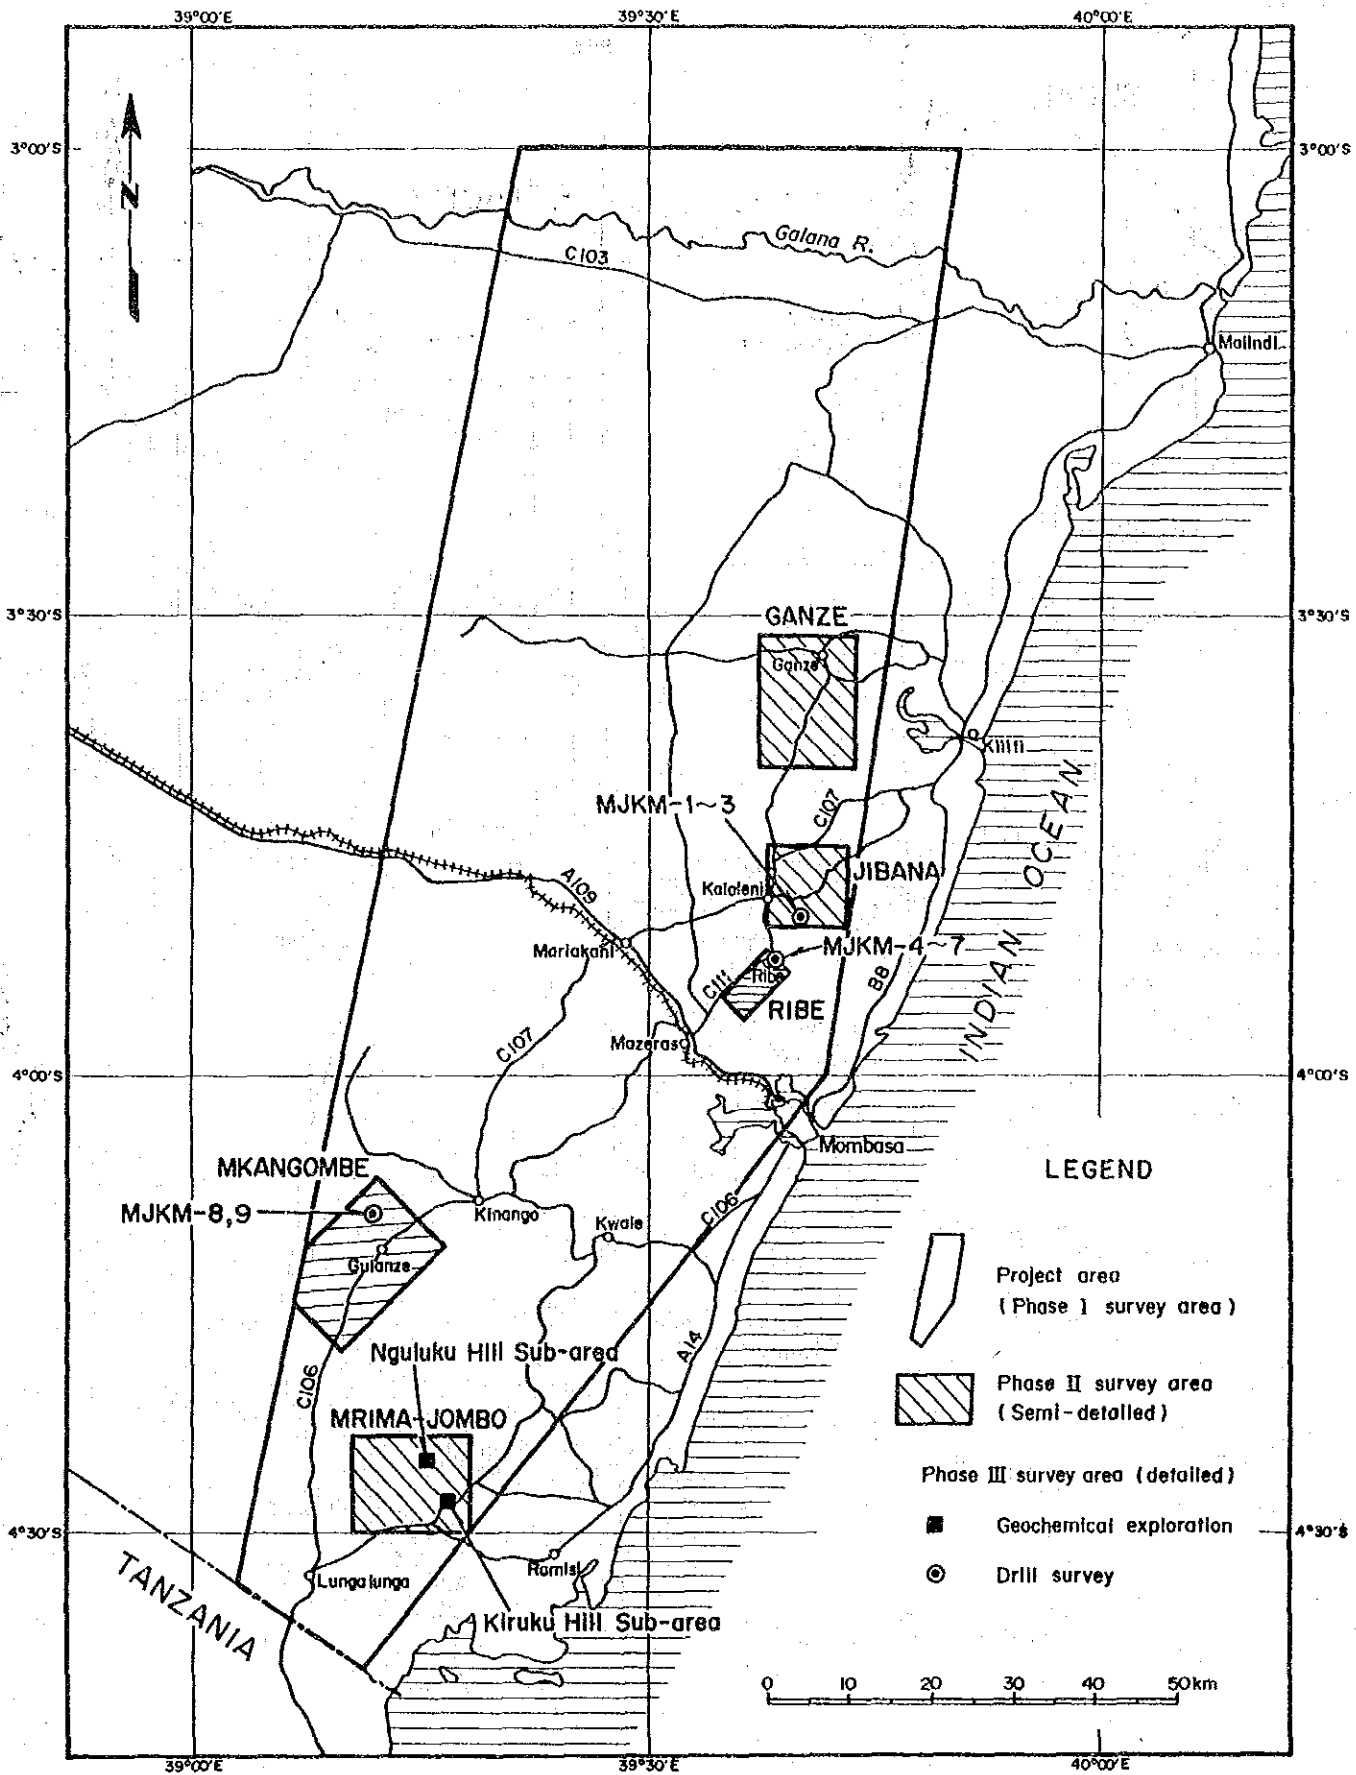 39°00'E
39°30'E
40°00'E
3°00'S
3°00'S
N
Galana R.
C103
Malindi
3°30'S
3°30'S
GANZE
Ganze
Kilifi
MJKM-1~3
C107
JIBANA
A109
Kaloleni
Mariakani
MJKM-4~7
C111
Ribe
B8
RIBE
INDIAN OCEAN
C107
Mazeras
4°00'S
4°00'S
Mombasa
MKANGOMBE
LEGEND
MJKM-8,9
Kinango
Kwale
C106
Gulanze
Project area
(Phase I survey area)
Nguluku Hill Sub-area
A14
C106
Phase II survey area
(Semi-detailed)
MRIMA-JOMBO
Phase III survey area (detailed)
4°30'S
4°30'S
Geochemical exploration
Ramisi
Drill survey
Lungalunga
TANZANIA
Kiruku Hill Sub-area
0 10 20 30 40 50km
39°00'E
39°30'E
40°00'E